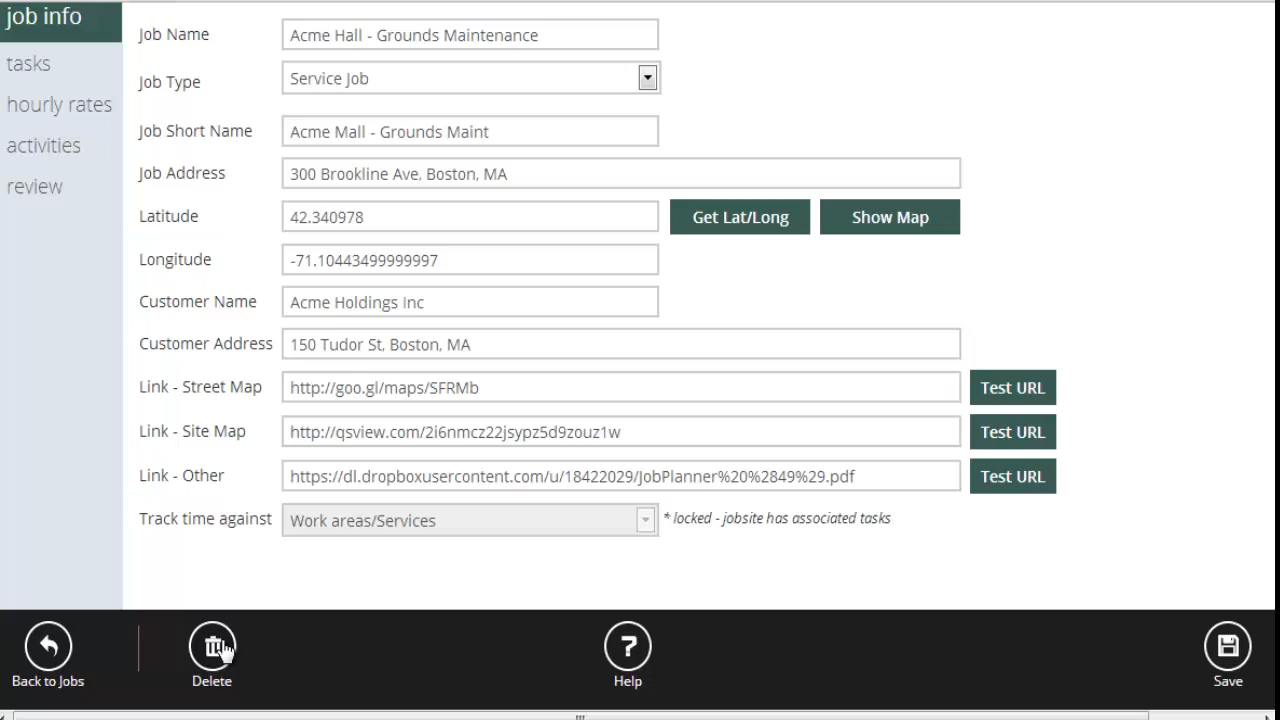 job info
tasks
hourly rates
activities
review
Job Name Acme Hall - Grounds Maintenance
Job Type Service Job
Job Short Name Acme Mall - Grounds Maint
Job Address 300 Brookline Ave, Boston, MA
Latitude 42.340978 Get Lat/Long Show Map
Longitude -71.10443499999997
Customer Name Acme Holdings Inc
Customer Address 150 Tudor St, Boston, MA
Link - Street Map http://goo.gl/maps/SFRMb Test URL
Link - Site Map http://qsview.com/2i6nmcz22jsypz5d9zouz1w Test URL
Link - Other https://dl.dropboxusercontent.com/u/18422029/JobPlanner%20%2849%29.pdf Test URL
Track time against Work areas/Services * locked - jobsite has associated tasks
? 
Back to Jobs Delete Help Save